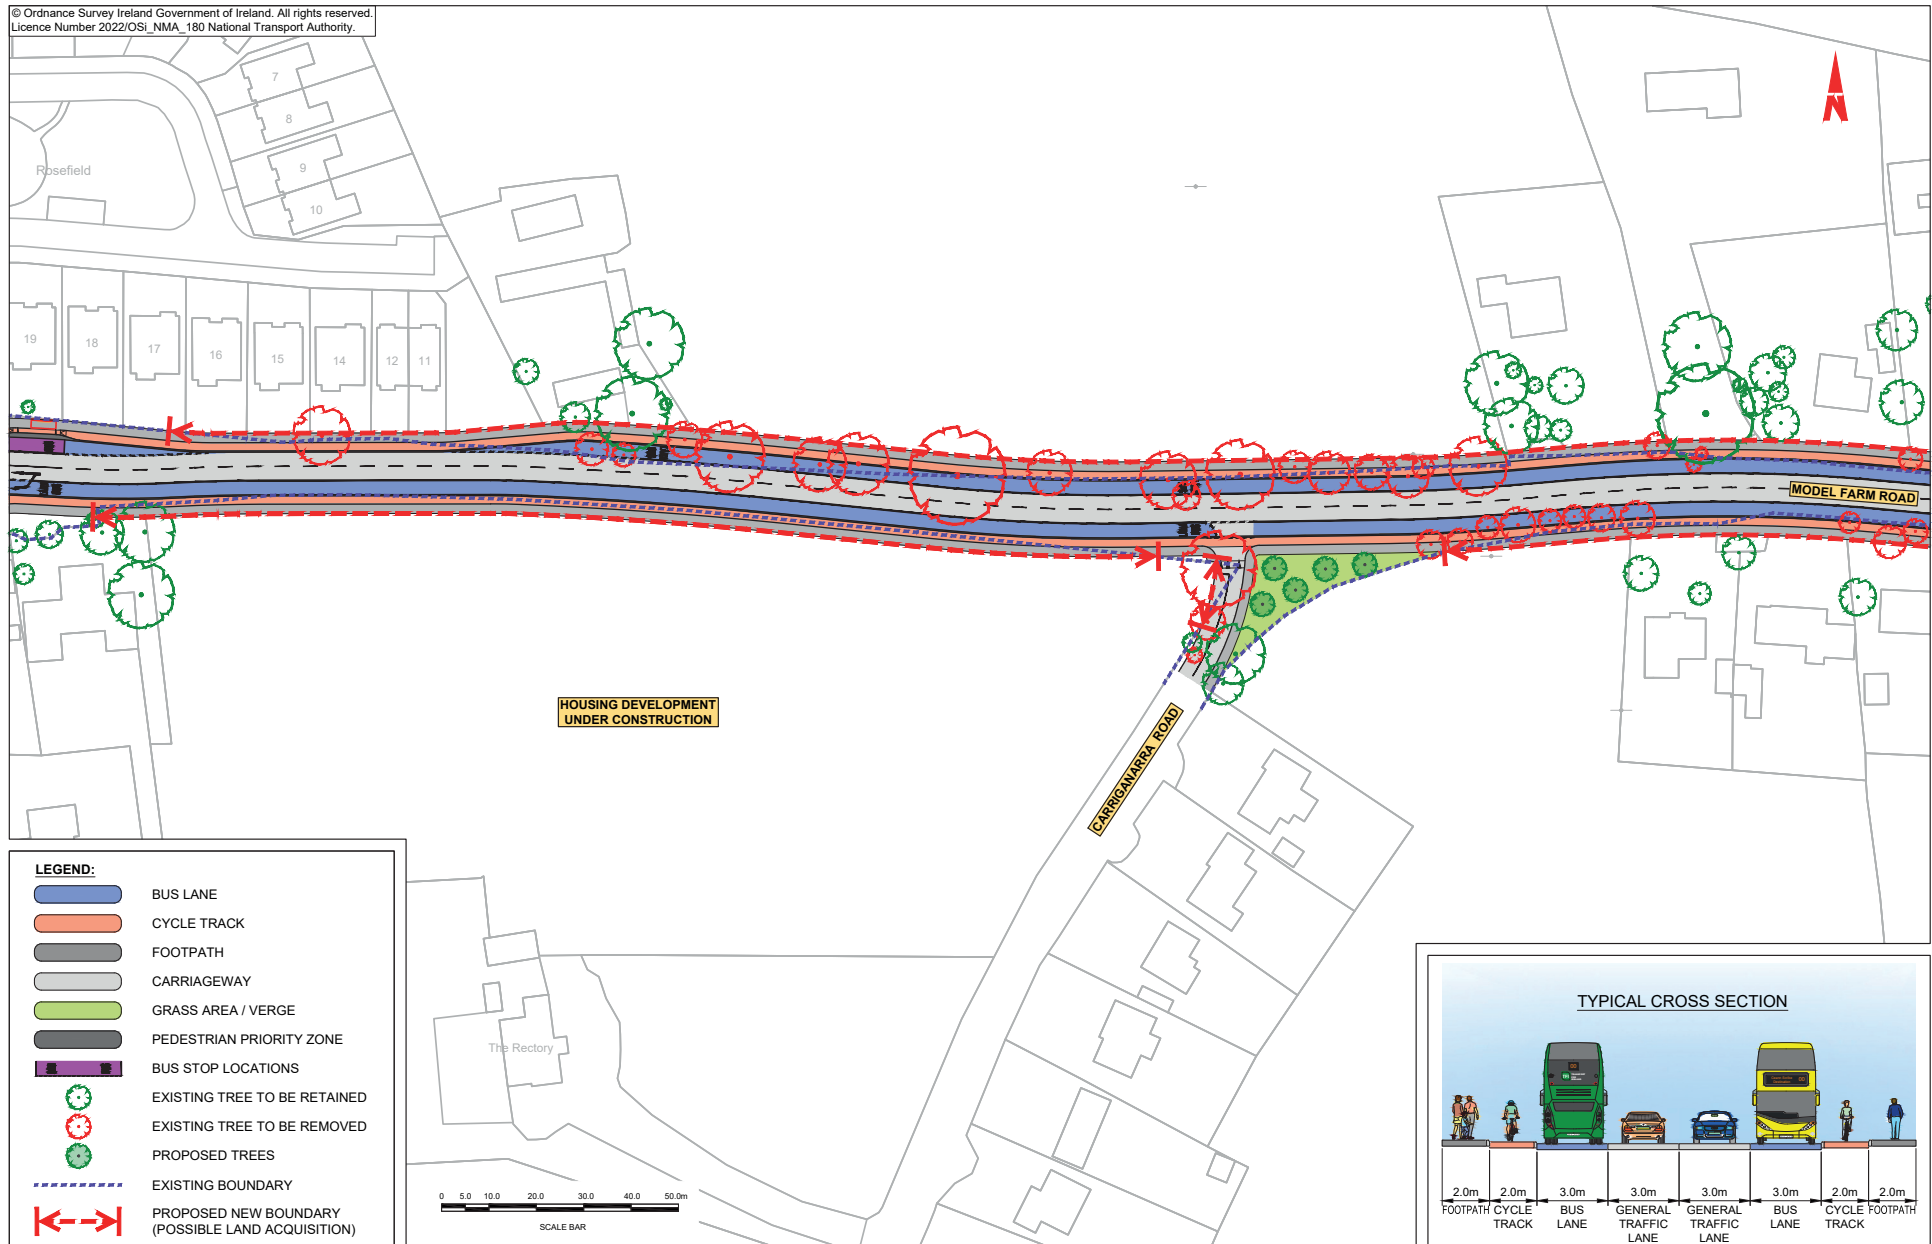 © Ordnance Survey Ireland Government of Ireland. All rights reserved.
Licence Number 2022/OSi_NMA_180 National Transport Authority.
7
8
9
10
Rosefield
19
18
17
16
15
14
12
11
MODEL FARM ROAD
HOUSING DEVELOPMENT
UNDER CONSTRUCTION
CARRIGANARRA ROAD
The Rectory
LEGEND:
BUS LANE
CYCLE TRACK
FOOTPATH
CARRIAGEWAY
GRASS AREA / VERGE
PEDESTRIAN PRIORITY ZONE
BUS STOP LOCATIONS
EXISTING TREE TO BE RETAINED
EXISTING TREE TO BE REMOVED
PROPOSED TREES
EXISTING BOUNDARY
PROPOSED NEW BOUNDARY
(POSSIBLE LAND ACQUISITION)
0 5.0 10.0 20.0 30.0 40.0 50.0m
SCALE BAR
N
TYPICAL CROSS SECTION
2.0m 2.0m 3.0m 3.0m 3.0m 3.0m 2.0m 2.0m
FOOTPATH CYCLE BUS GENERAL GENERAL BUS CYCLE FOOTPATH
TRACK LANE TRAFFIC TRAFFIC LANE TRACK
LANE LANE